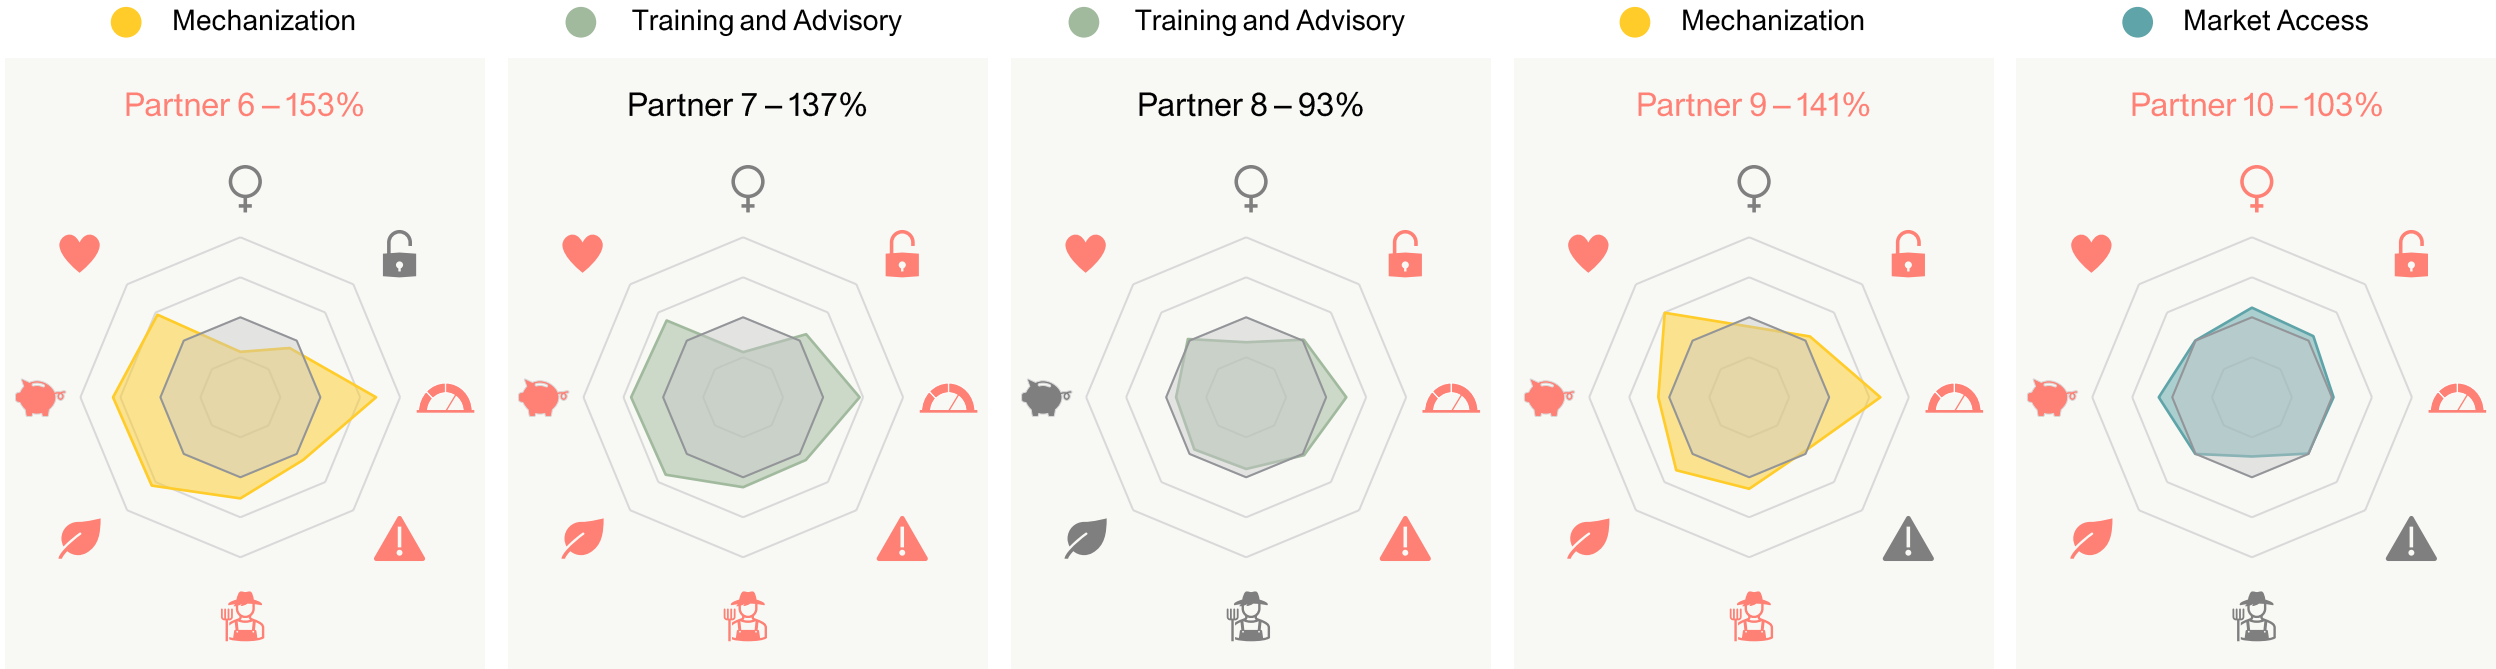 Mechanization
Training and Advisory
Training and Advisory
Mechanization
Market Access
Partner 6 – 153%
Partner 7 – 137%
Partner 8 – 93%
Partner 9 – 141%
Partner 10 – 103%